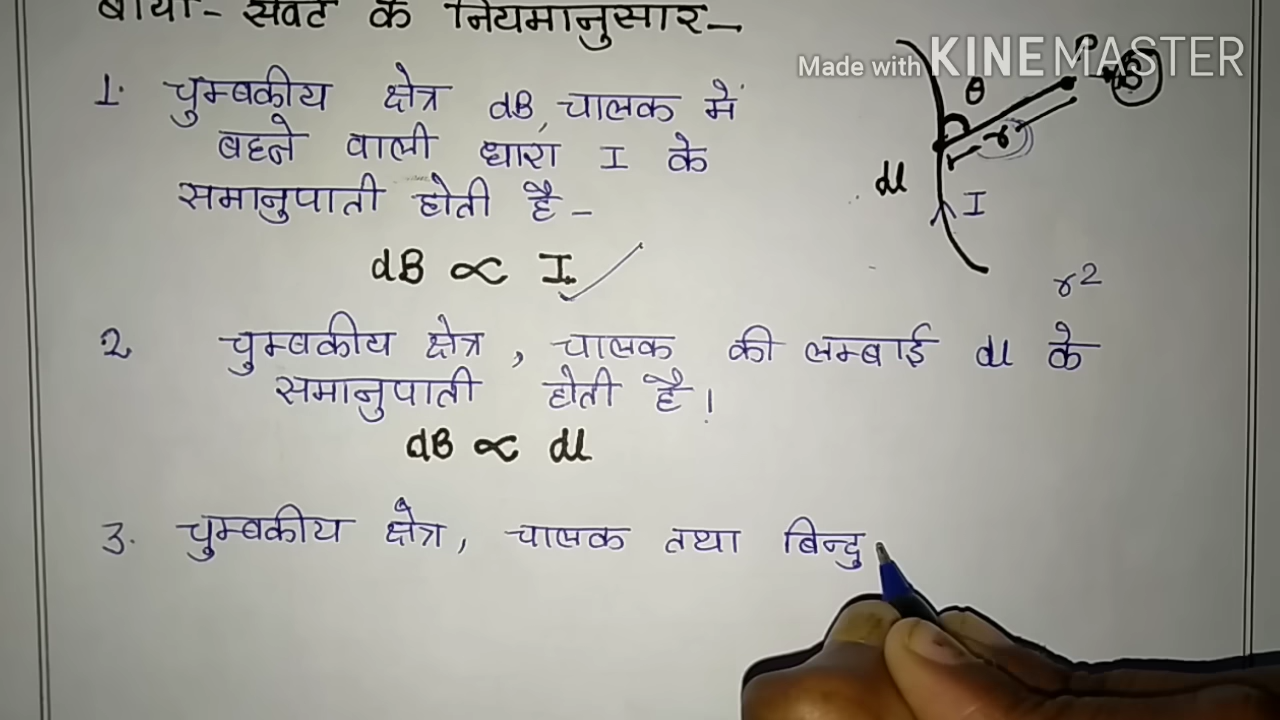 बायो-सेवर्ट के नियमानुसार-
Made with KINEMASTER
1. चुम्बकीय क्षेत्र dB, चालक में
बहने वाली धारा I के
समानुपाती होती है -
dB ∝ I
2 चुम्बकीय क्षेत्र, चालक की लम्बाई dl के
समानुपाती होती है।
dB ∝ dl
3. चुम्बकीय क्षेत्र, चालक तथा बिन्दु
P
θ
r
dl
I
r²